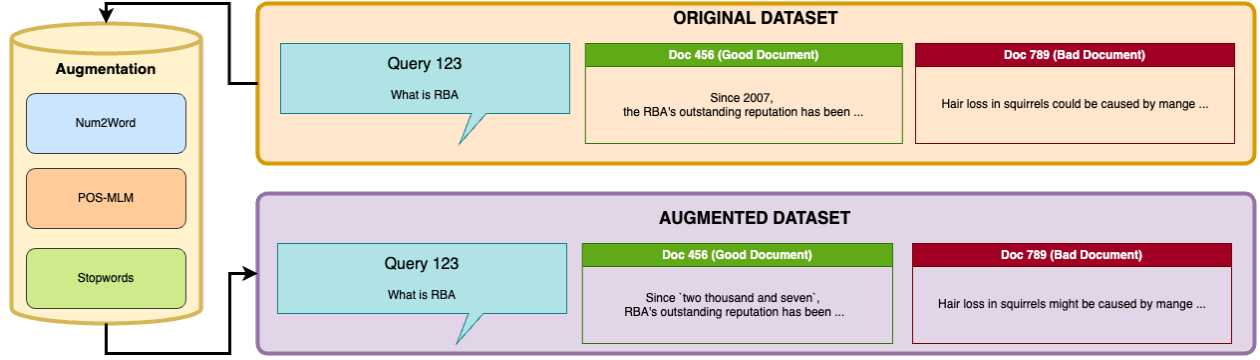 Augmentation
Num2Word
POS-MLM
Stopwords
ORIGINAL DATASET
Query 123
What is RBA
Doc 456 (Good Document)
Since 2007,
the RBA's outstanding reputation has been ...
Doc 789 (Bad Document)
Hair loss in squirrels could be caused by mange ...
AUGMENTED DATASET
Query 123
What is RBA
Doc 456 (Good Document)
Since `two thousand and seven`,
RBA's outstanding reputation has been ...
Doc 789 (Bad Document)
Hair loss in squirrels might be caused by mange ...